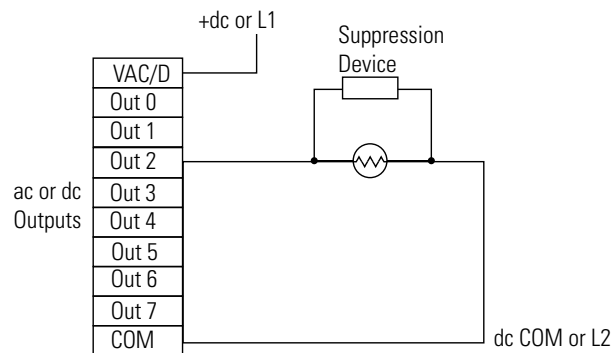 +dc or L1
Suppression
Device
VAC/D
Out 0
Out 1
Out 2
Out 3
Out 4
Out 5
Out 6
Out 7
COM
ac or dc
Outputs
dc COM or L2